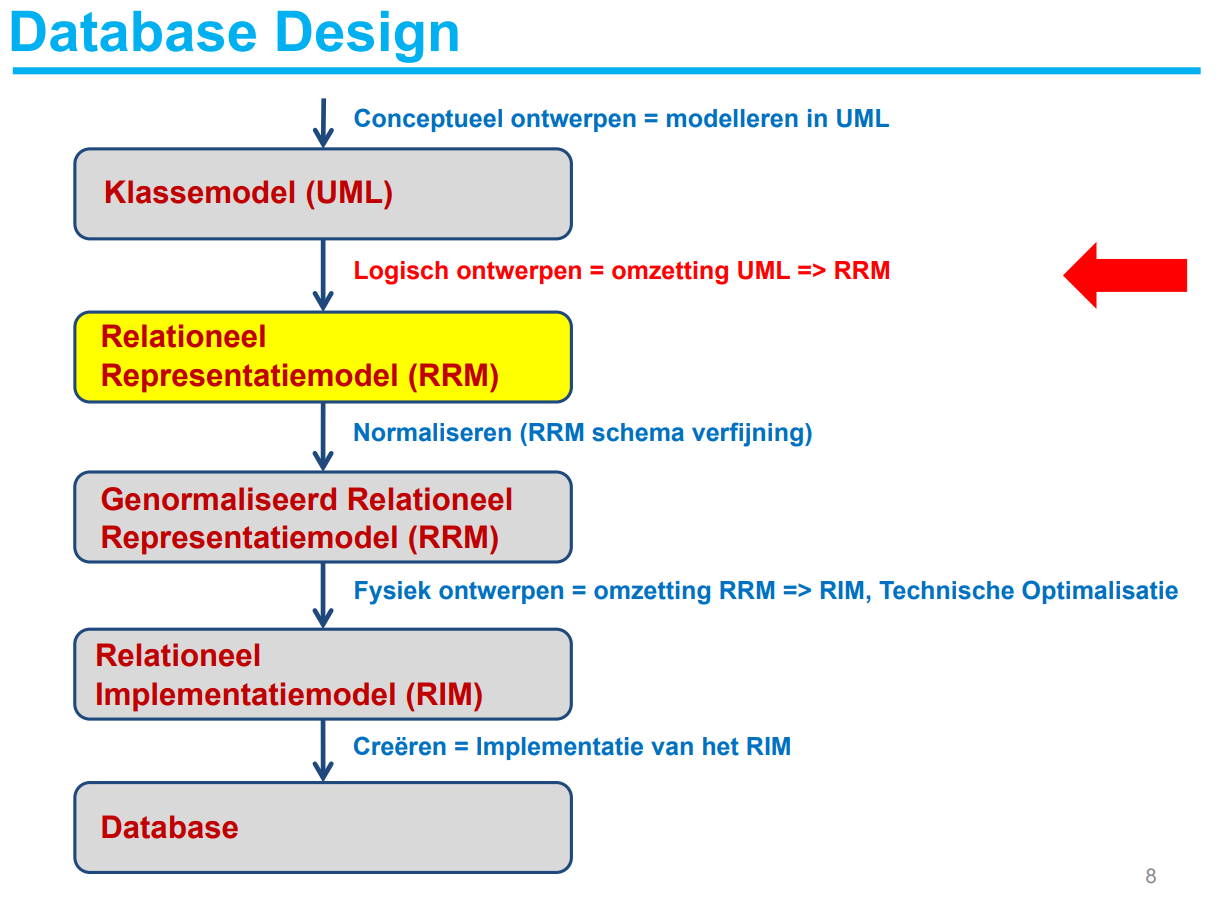 Database Design
Conceptueel ontwerpen = modelleren in UML
Klassemodel (UML)
Logisch ontwerpen = omzetting UML => RRM
Relationeel
Representatiemodel (RRM)
Normaliseren (RRM schema verfijning)
Genormaliseerd Relationeel
Representatiemodel (RRM)
Fysiek ontwerpen = omzetting RRM => RIM, Technische Optimalisatie
Relationeel
Implementatiemodel (RIM)
Creëren = Implementatie van het RIM
Database
8